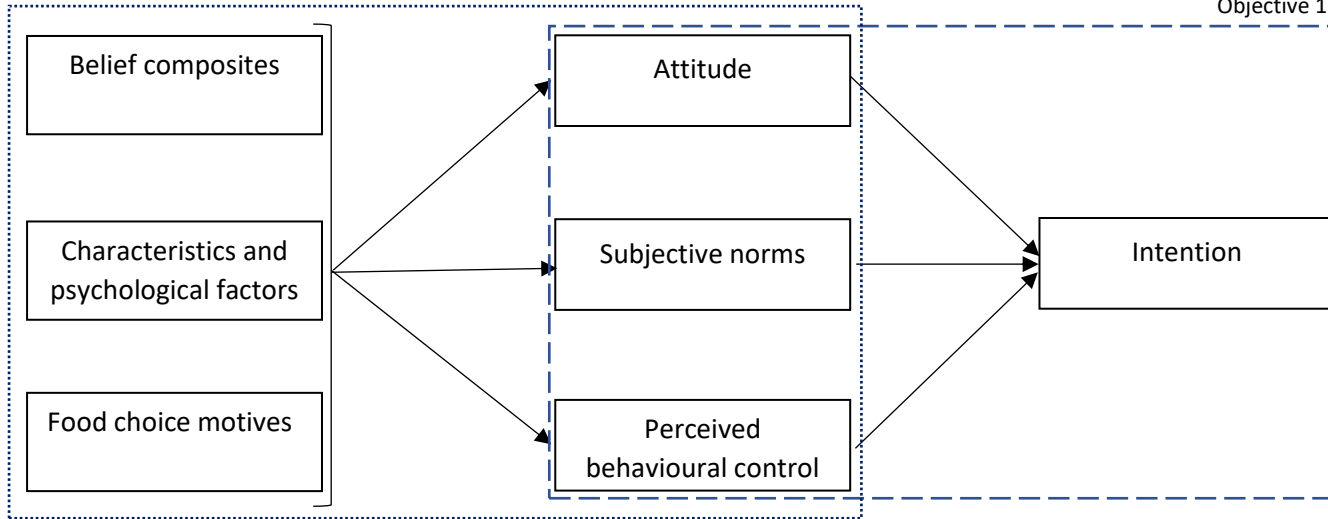 Objective 1
Belief composites
Attitude
Characteristics and
psychological factors
Subjective norms
Intention
Food choice motives
Perceived
behavioural control